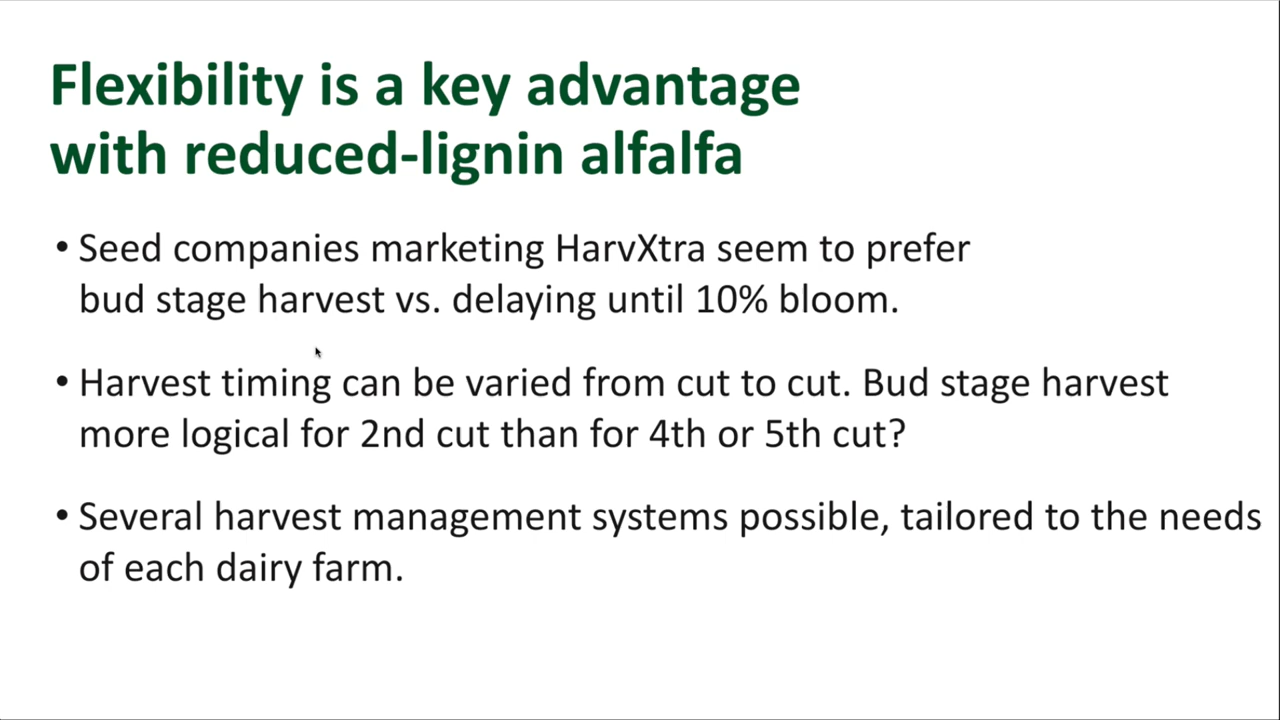 Flexibility is a key advantage
with reduced-lignin alfalfa
• Seed companies marketing HarvXtra seem to prefer
bud stage harvest vs. delaying until 10% bloom.
• Harvest timing can be varied from cut to cut. Bud stage harvest
more logical for 2nd cut than for 4th or 5th cut?
• Several harvest management systems possible, tailored to the needs
of each dairy farm.